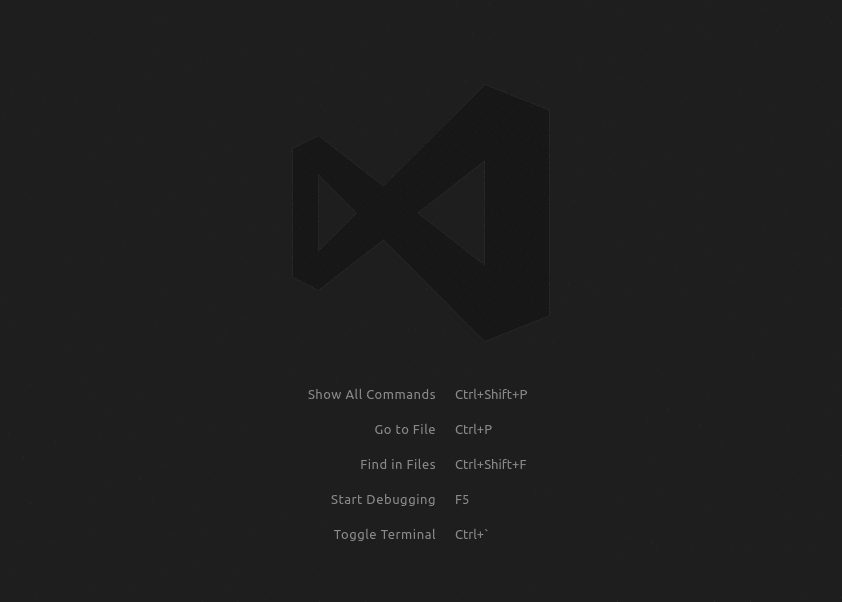 Show All Commands Ctrl+Shift+P
Go to File Ctrl+P
Find in Files Ctrl+Shift+F
Start Debugging F5
Toggle Terminal Ctrl+`